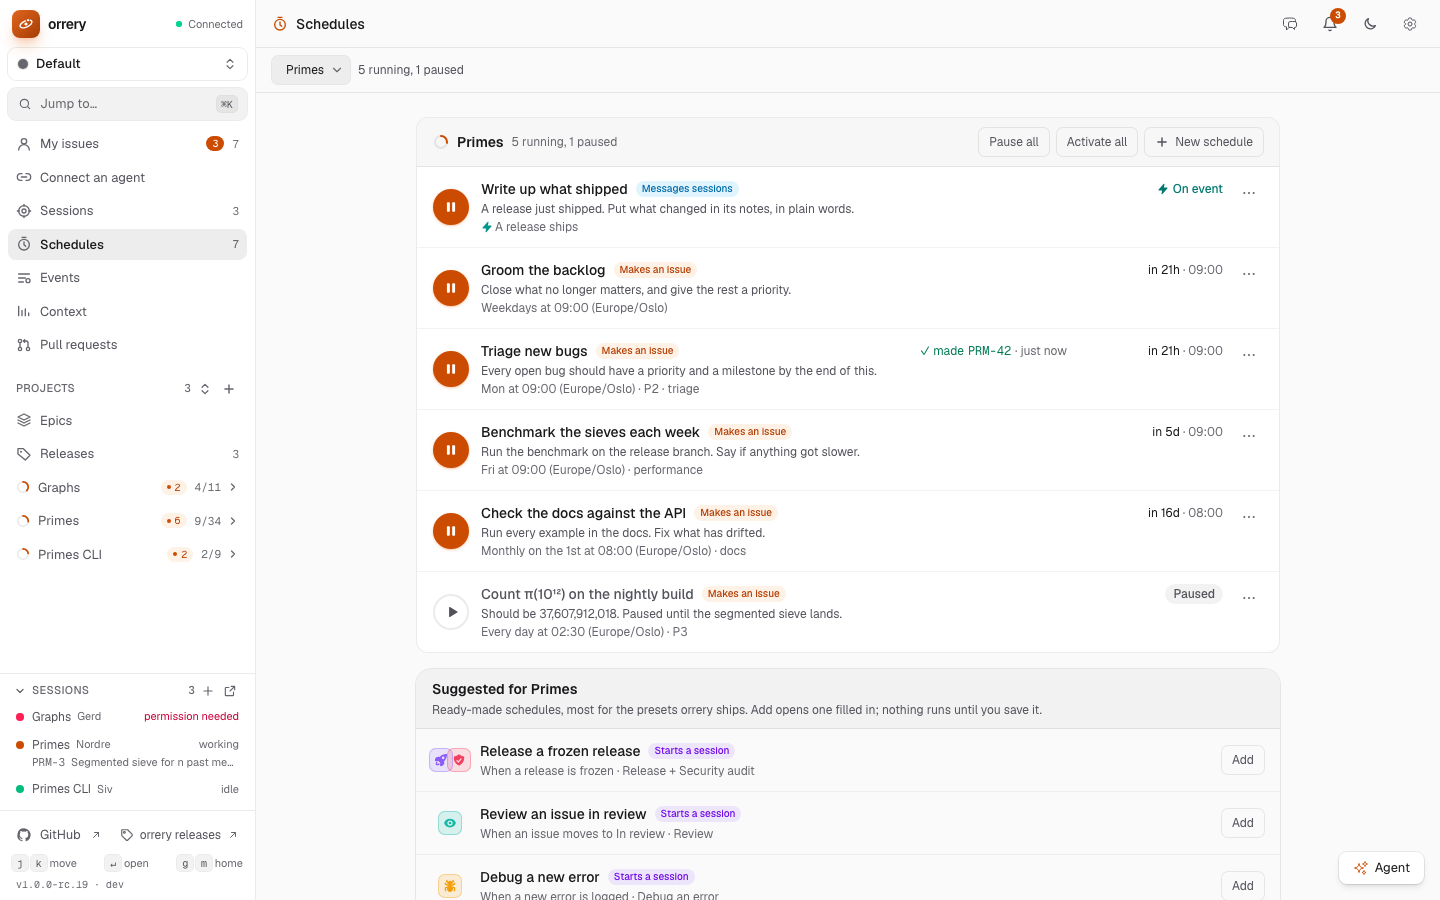 orrery
Connected
Default
Jump to...
⌘K
My issues 3 7
Connect an agent
Sessions 3
Schedules 7
Events
Context
Pull requests
PROJECTS 3
Epics
Releases 3
Graphs 2 4/11
Primes 6 9/34
Primes CLI 2 2/9
SESSIONS 3
Graphs Gerd permission needed
Primes Nordre working
PRM-3 Segmented sieve for n past me...
Primes CLI Siv idle
GitHub ↗ orrery releases ↗
j k move ↵ open g m home
v1.0.0-rc.19 · dev
Schedules
3
Primes 5 running, 1 paused
Primes 5 running, 1 paused
Pause all
Activate all
+ New schedule
Write up what shipped Messages sessions On event ...
A release just shipped. Put what changed in its notes, in plain words.
A release ships
Groom the backlog Makes an issue in 21h · 09:00 ...
Close what no longer matters, and give the rest a priority.
Weekdays at 09:00 (Europe/Oslo)
Triage new bugs Makes an issue ✓ made PRM-42 · just now in 21h · 09:00 ...
Every open bug should have a priority and a milestone by the end of this.
Mon at 09:00 (Europe/Oslo) · P2 · triage
Benchmark the sieves each week Makes an issue in 5d · 09:00 ...
Run the benchmark on the release branch. Say if anything got slower.
Fri at 09:00 (Europe/Oslo) · performance
Check the docs against the API Makes an issue in 16d · 08:00 ...
Run every example in the docs. Fix what has drifted.
Monthly on the 1st at 08:00 (Europe/Oslo) · docs
Count π(10¹²) on the nightly build Makes an issue Paused ...
Should be 37,607,912,018. Paused until the segmented sieve lands.
Every day at 02:30 (Europe/Oslo) · P3
Suggested for Primes
Ready-made schedules, most for the presets orrery ships. Add opens one filled in; nothing runs until you save it.
Release a frozen release Starts a session Add
When a release is frozen · Release + Security audit
Review an issue in review Starts a session Add
When an issue moves to In review · Review
Debug a new error Starts a session Add
When a new error is logged · Debug an error
Agent